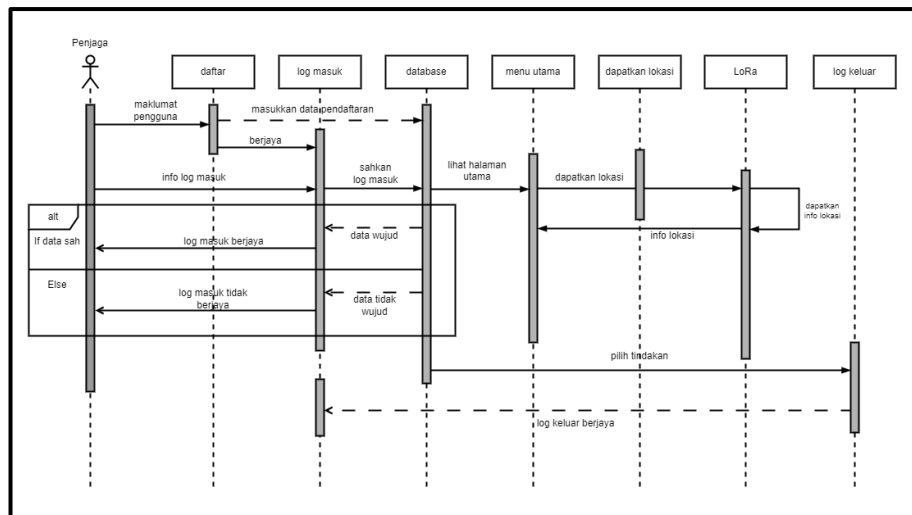 Penjaga
daftar
log masuk
database
menu utama
dapatkan lokasi
LoRa
log keluar
maklumat
pengguna
masukkan data pendaftaran
berjaya
info log masuk
sahkan
log masuk
lihat halaman
utama
dapatkan lokasi
dapatkan
info lokasi
alt
If data sah
data wujud
log masuk berjaya
info lokasi
Else
log masuk tidak
berjaya
data tidak
wujud
pilih tindakan
log keluar berjaya